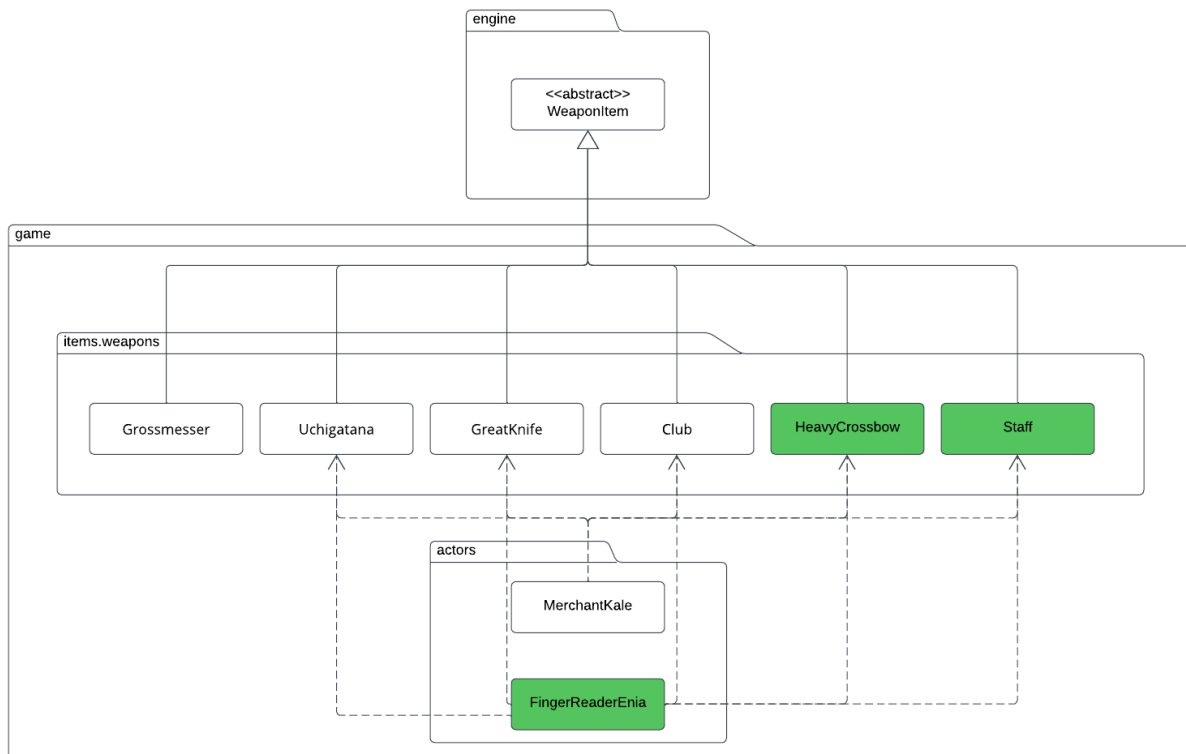 engine
<<abstract>>
WeaponItem
game
items.weapons
Grossmesser
Uchigatana
GreatKnife
Club
HeavyCrossbow
Staff
actors
MerchantKale
FingerReaderEnia